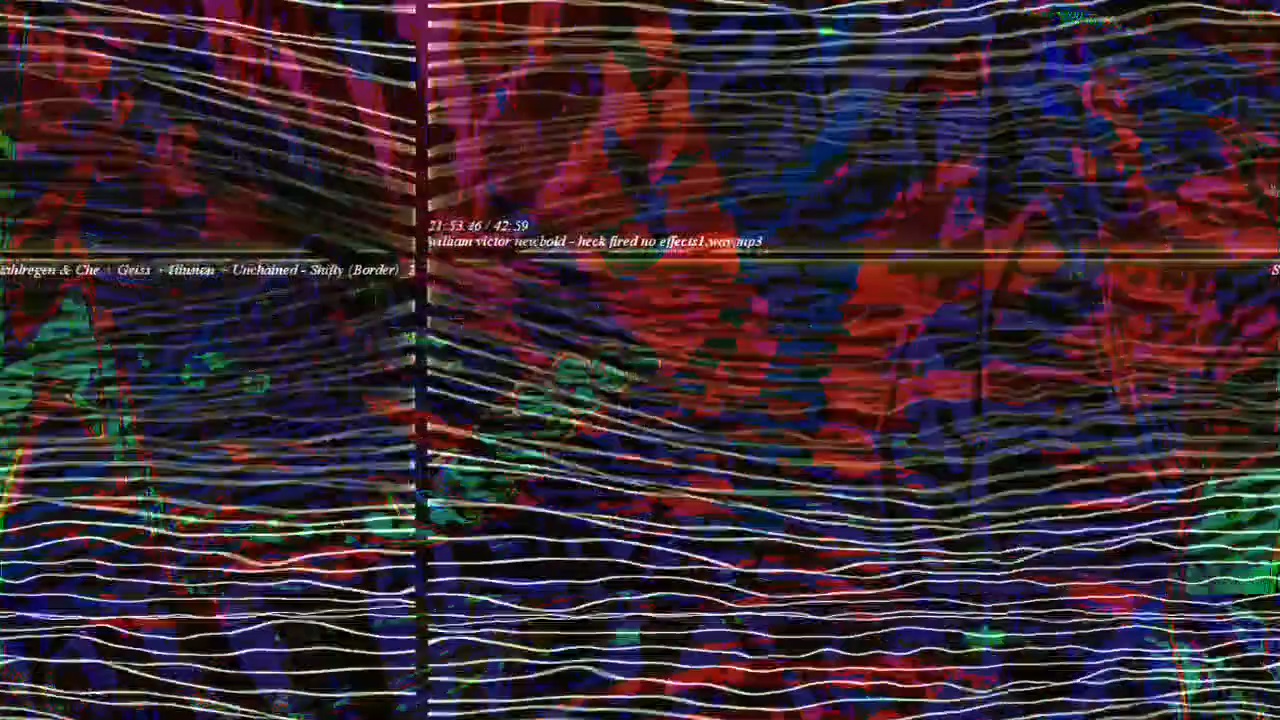 21:53.46 / 42:59
william victor newbold - heck fired no effects1.wav.mp3
& Che + Geiss - Illumen - Unchained - Shifty (Border)